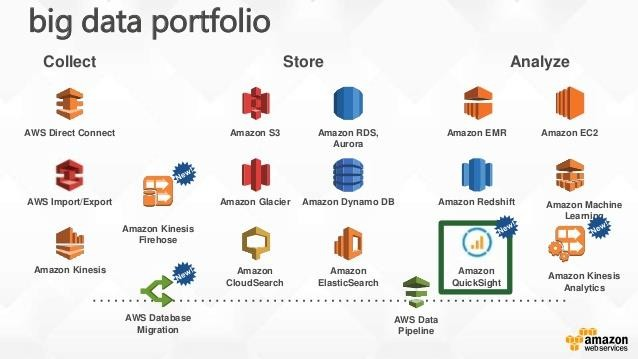 big data portfolio
Collect
Store
Analyze
AWS Direct Connect
Amazon S3
Amazon RDS,
Aurora
Amazon EMR
Amazon EC2
AWS Import/Export
New!
Amazon Kinesis
Firehose
Amazon Glacier
Amazon Dynamo DB
Amazon Redshift
Amazon Machine
Learning
Amazon Kinesis
New!
AWS Database
Migration
Amazon
CloudSearch
Amazon
ElasticSearch
AWS Data
Pipeline
New!
Amazon
QuickSight
New!
Amazon Kinesis
Analytics
amazon
web services